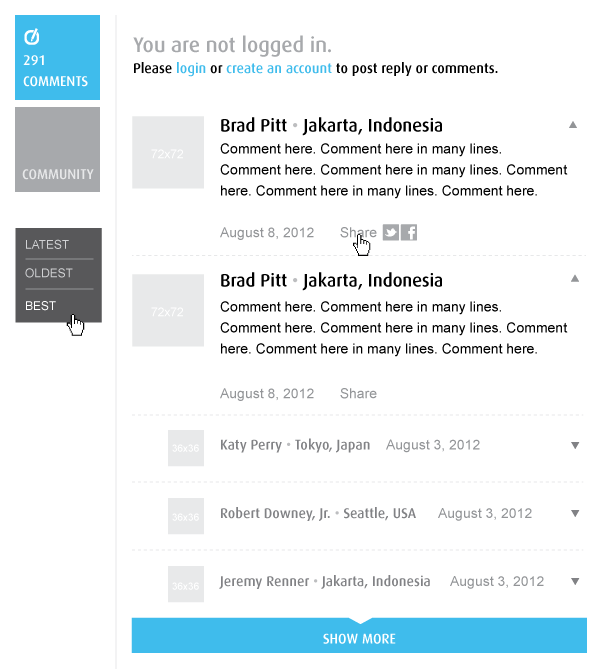 291
COMMENTS
COMMUNITY
LATEST
OLDEST
BEST
You are not logged in.
Please login or create an account to post reply or comments.
72x72
Brad Pitt • Jakarta, Indonesia
Comment here. Comment here in many lines.
Comment here. Comment here in many lines. Comment
here. Comment here in many lines. Comment here.
August 8, 2012 Share
72x72
Brad Pitt • Jakarta, Indonesia
Comment here. Comment here in many lines.
Comment here. Comment here in many lines. Comment
here. Comment here in many lines. Comment here.
August 8, 2012 Share
36x36
Katy Perry • Tokyo, Japan August 3, 2012
36x36
Robert Downey, Jr. • Seattle, USA August 3, 2012
36x36
Jeremy Renner • Jakarta, Indonesia August 3, 2012
SHOW MORE